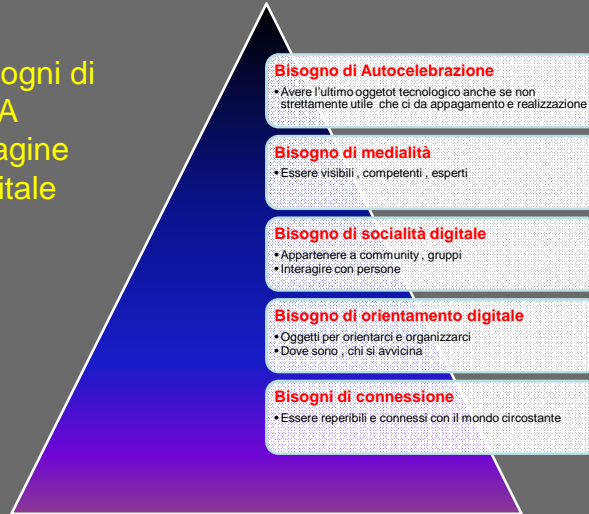 ogni di
A
agine
itale
Bisogno di Autocelebrazione
• Avere l'ultimo oggetot tecnologico anche se non
strettamente utile che ci da appagamento e realizzazione
Bisogno di medialità
• Essere visibili , competenti , esperti
Bisogno di socialità digitale
• Appartenere a community , gruppi
• Interagire con persone
Bisogno di orientamento digitale
• Oggetti per orientarci e organizzarci
• Dove sono , chi si avvicina
Bisogni di connessione
• Essere reperibili e connessi con il mondo circostante